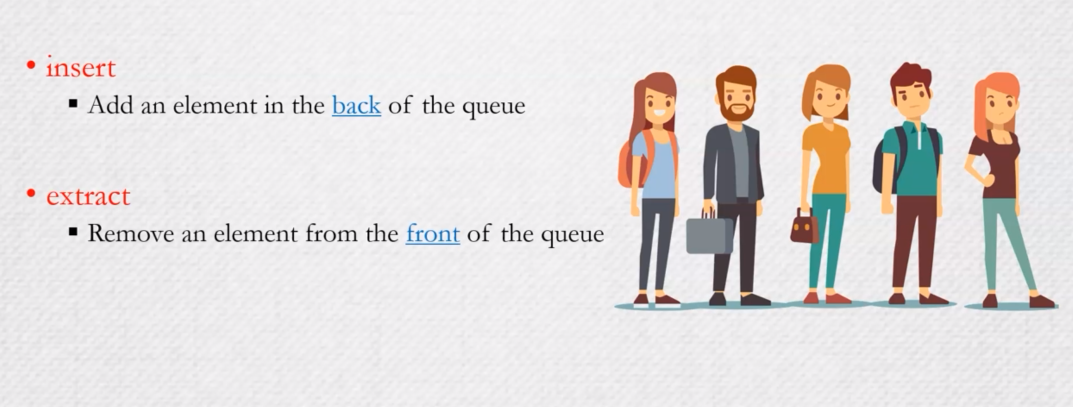 • insert
▪ Add an element in the back of the queue
• extract
▪ Remove an element from the front of the queue